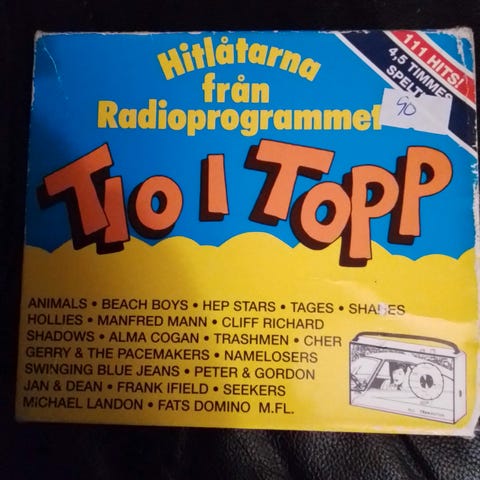 Hitlåtarna
från
Radioprogrammet
TIO I TOPP
111 HITS!
4,5 TIMMES
90
ANIMALS • BEACH BOYS • HEP STARS • TAGES • SHANES
HOLLIES • MANFRED MANN • CLIFF RICHARD
SHADOWS • ALMA COGAN • TRASHMEN • CHER
GERRY & THE PACEMAKERS • NAMELOSERS
SWINGING BLUE JEANS • PETER & GORDON
JAN & DEAN • FRANK IFIELD • SEEKERS
MICHAEL LANDON • FATS DOMINO M.FL.